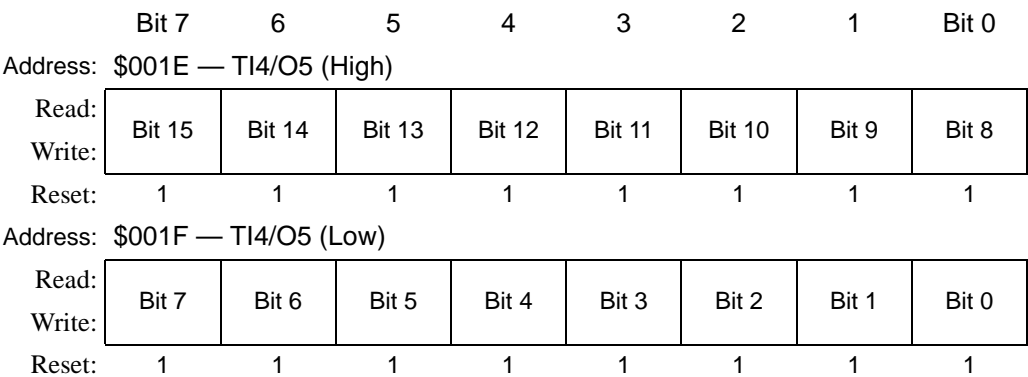 Bit 7 6 5 4 3 2 1 Bit 0
Address: $001E — TI4/O5 (High)
Read:
Bit 15 Bit 14 Bit 13 Bit 12 Bit 11 Bit 10 Bit 9 Bit 8
Write:
Reset: 1 1 1 1 1 1 1 1
Address: $001F — TI4/O5 (Low)
Read:
Bit 7 Bit 6 Bit 5 Bit 4 Bit 3 Bit 2 Bit 1 Bit 0
Write:
Reset: 1 1 1 1 1 1 1 1